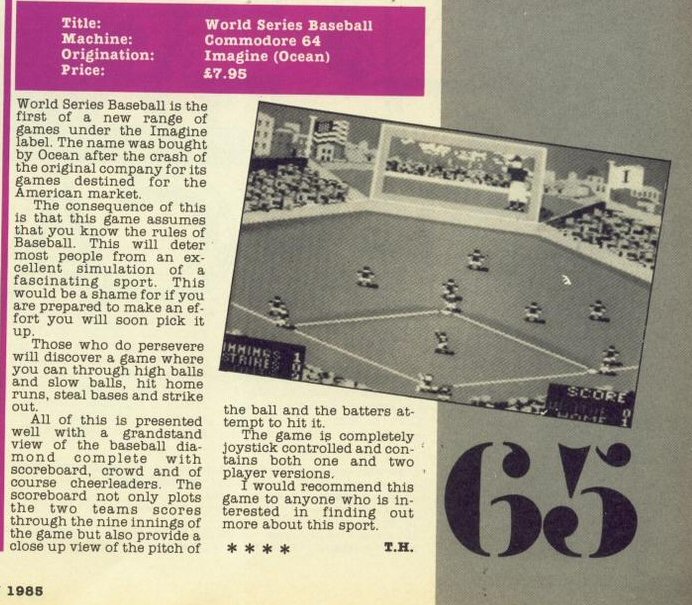 Title: World Series Baseball
Machine: Commodore 64
Origination: Imagine (Ocean)
Price: £7.95
World Series Baseball is the
first of a new range of
games under the Imagine
label. The name was bought
by Ocean after the crash of
the original company for its
games destined for the
American market.
The consequence of this
is that this game assumes
that you know the rules of
Baseball. This will deter
most people from an ex-
cellent simulation of a
fascinating sport. This
would be a shame for if you
are prepared to make an ef-
fort you will soon pick it
up.
Those who do persevere
will discover a game where
you can through high balls
and slow balls, hit home
runs, steal bases and strike
out.
All of this is presented
well with a grandstand
view of the baseball dia-
mond complete with
scoreboard, crowd and of
course cheerleaders. The
scoreboard not only plots
the two teams scores
through the nine innings of
the game but also provide a
close up view of the pitch of
the ball and the batters at-
tempt to hit it.
The game is completely
joystick controlled and con-
tains both one and two
player versions.
I would recommend this
game to anyone who is in-
terested in finding out
more about this sport.
* * * *
T.H.
I
SCORE
0
1
65
1985